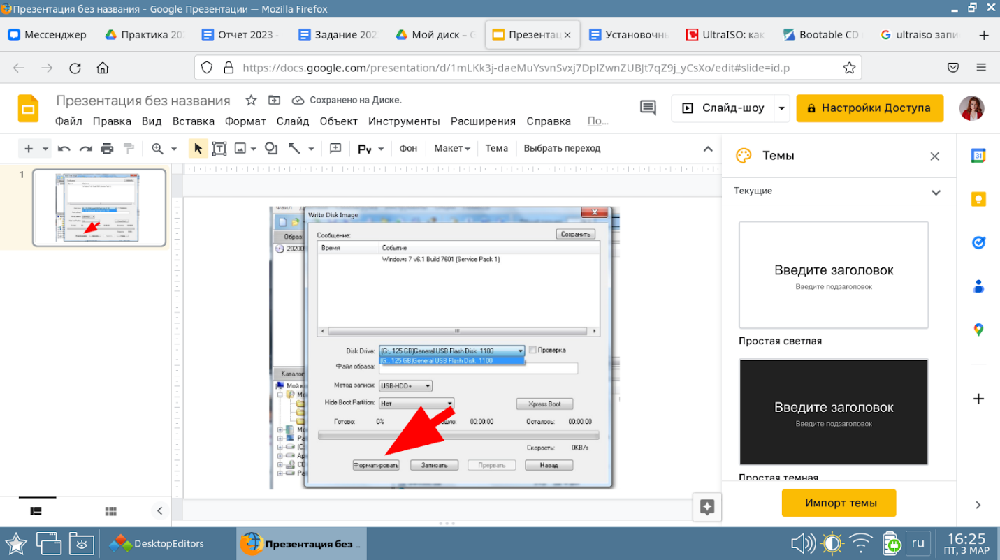 Презентация без названия - Google Презентации — Mozilla Firefox
Мессенджер
Практика 202
Отчет 2023 -
Задание 202
Мой диск – G
Презентац
Установочнь
UltraISO: как
Bootable CD
ultraiso запи
https://docs.google.com/presentation/d/1mLKk3j-daeMuYsvnSvxj7DplZwnZUBJt7qZ9j_yCsXo/edit#slide=id.p
Презентация без названия
Сохранено на Диске.
Файл Правка Вид Вставка Формат Слайд Объект Инструменты Расширения Справка По...
Слайд-шоу
Настройки Доступа
Фон Макет Тема Выбрать переход
1
Write Disk Image
Образ
Сообщение:
Сохранить
Время Событие
202009
Windows 7 v6.1 Build 7601 (Service Pack 1)
Disk Drive: (G:, 125 GB)General USB Flash Disk 1100
Проверка
(G:, 125 GB)General USB Flash Disk 1100
Файл образа:
Каталог
Метод записи: USB-HDD+
Мой к
Hide Boot Partition: Нет
Xpress Boot
Готово: 0% шло: 00:00:00 Осталось: 00:00:00
Скорость: 0KB/s
Форматировать Записать Прервать Назад
Темы
Текущие
Введите заголовок
Введите подзаголовок
Простая светлая
Введите заголовок
Введите подзаголовок
Простая темная
Импорт темы
31
DesktopEditors
Презентация без ...
ru
16:25
ПТ, 3 МАР